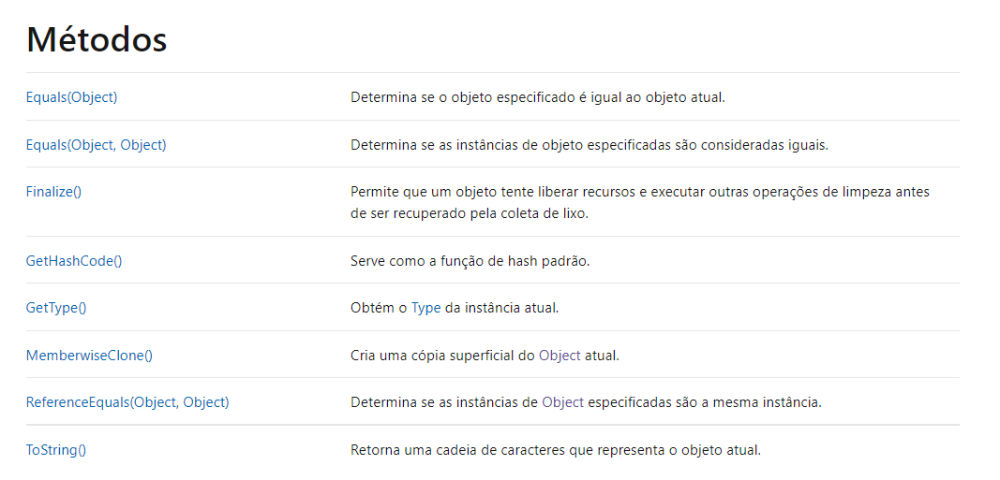 Métodos
Equals(Object) Determina se o objeto especificado é igual ao objeto atual.
Equals(Object, Object) Determina se as instâncias de objeto especificadas são consideradas iguais.
Finalize() Permite que um objeto tente liberar recursos e executar outras operações de limpeza antes
de ser recuperado pela coleta de lixo.
GetHashCode() Serve como a função de hash padrão.
GetType() Obtém o Type da instância atual.
MemberwiseClone() Cria uma cópia superficial do Object atual.
ReferenceEquals(Object, Object) Determina se as instâncias de Object especificadas são a mesma instância.
ToString() Retorna uma cadeia de caracteres que representa o objeto atual.